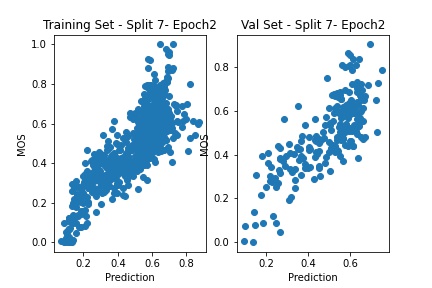 Training Set - Split 7- Epoch2
Val Set - Split 7- Epoch2
1.0
0.8
0.6
0.4
0.2
0.0
MOS
0.2 0.4 0.6 0.8
Prediction
0.8
0.6
0.4
0.2
0.0
MOS
0.2 0.4 0.6
Prediction